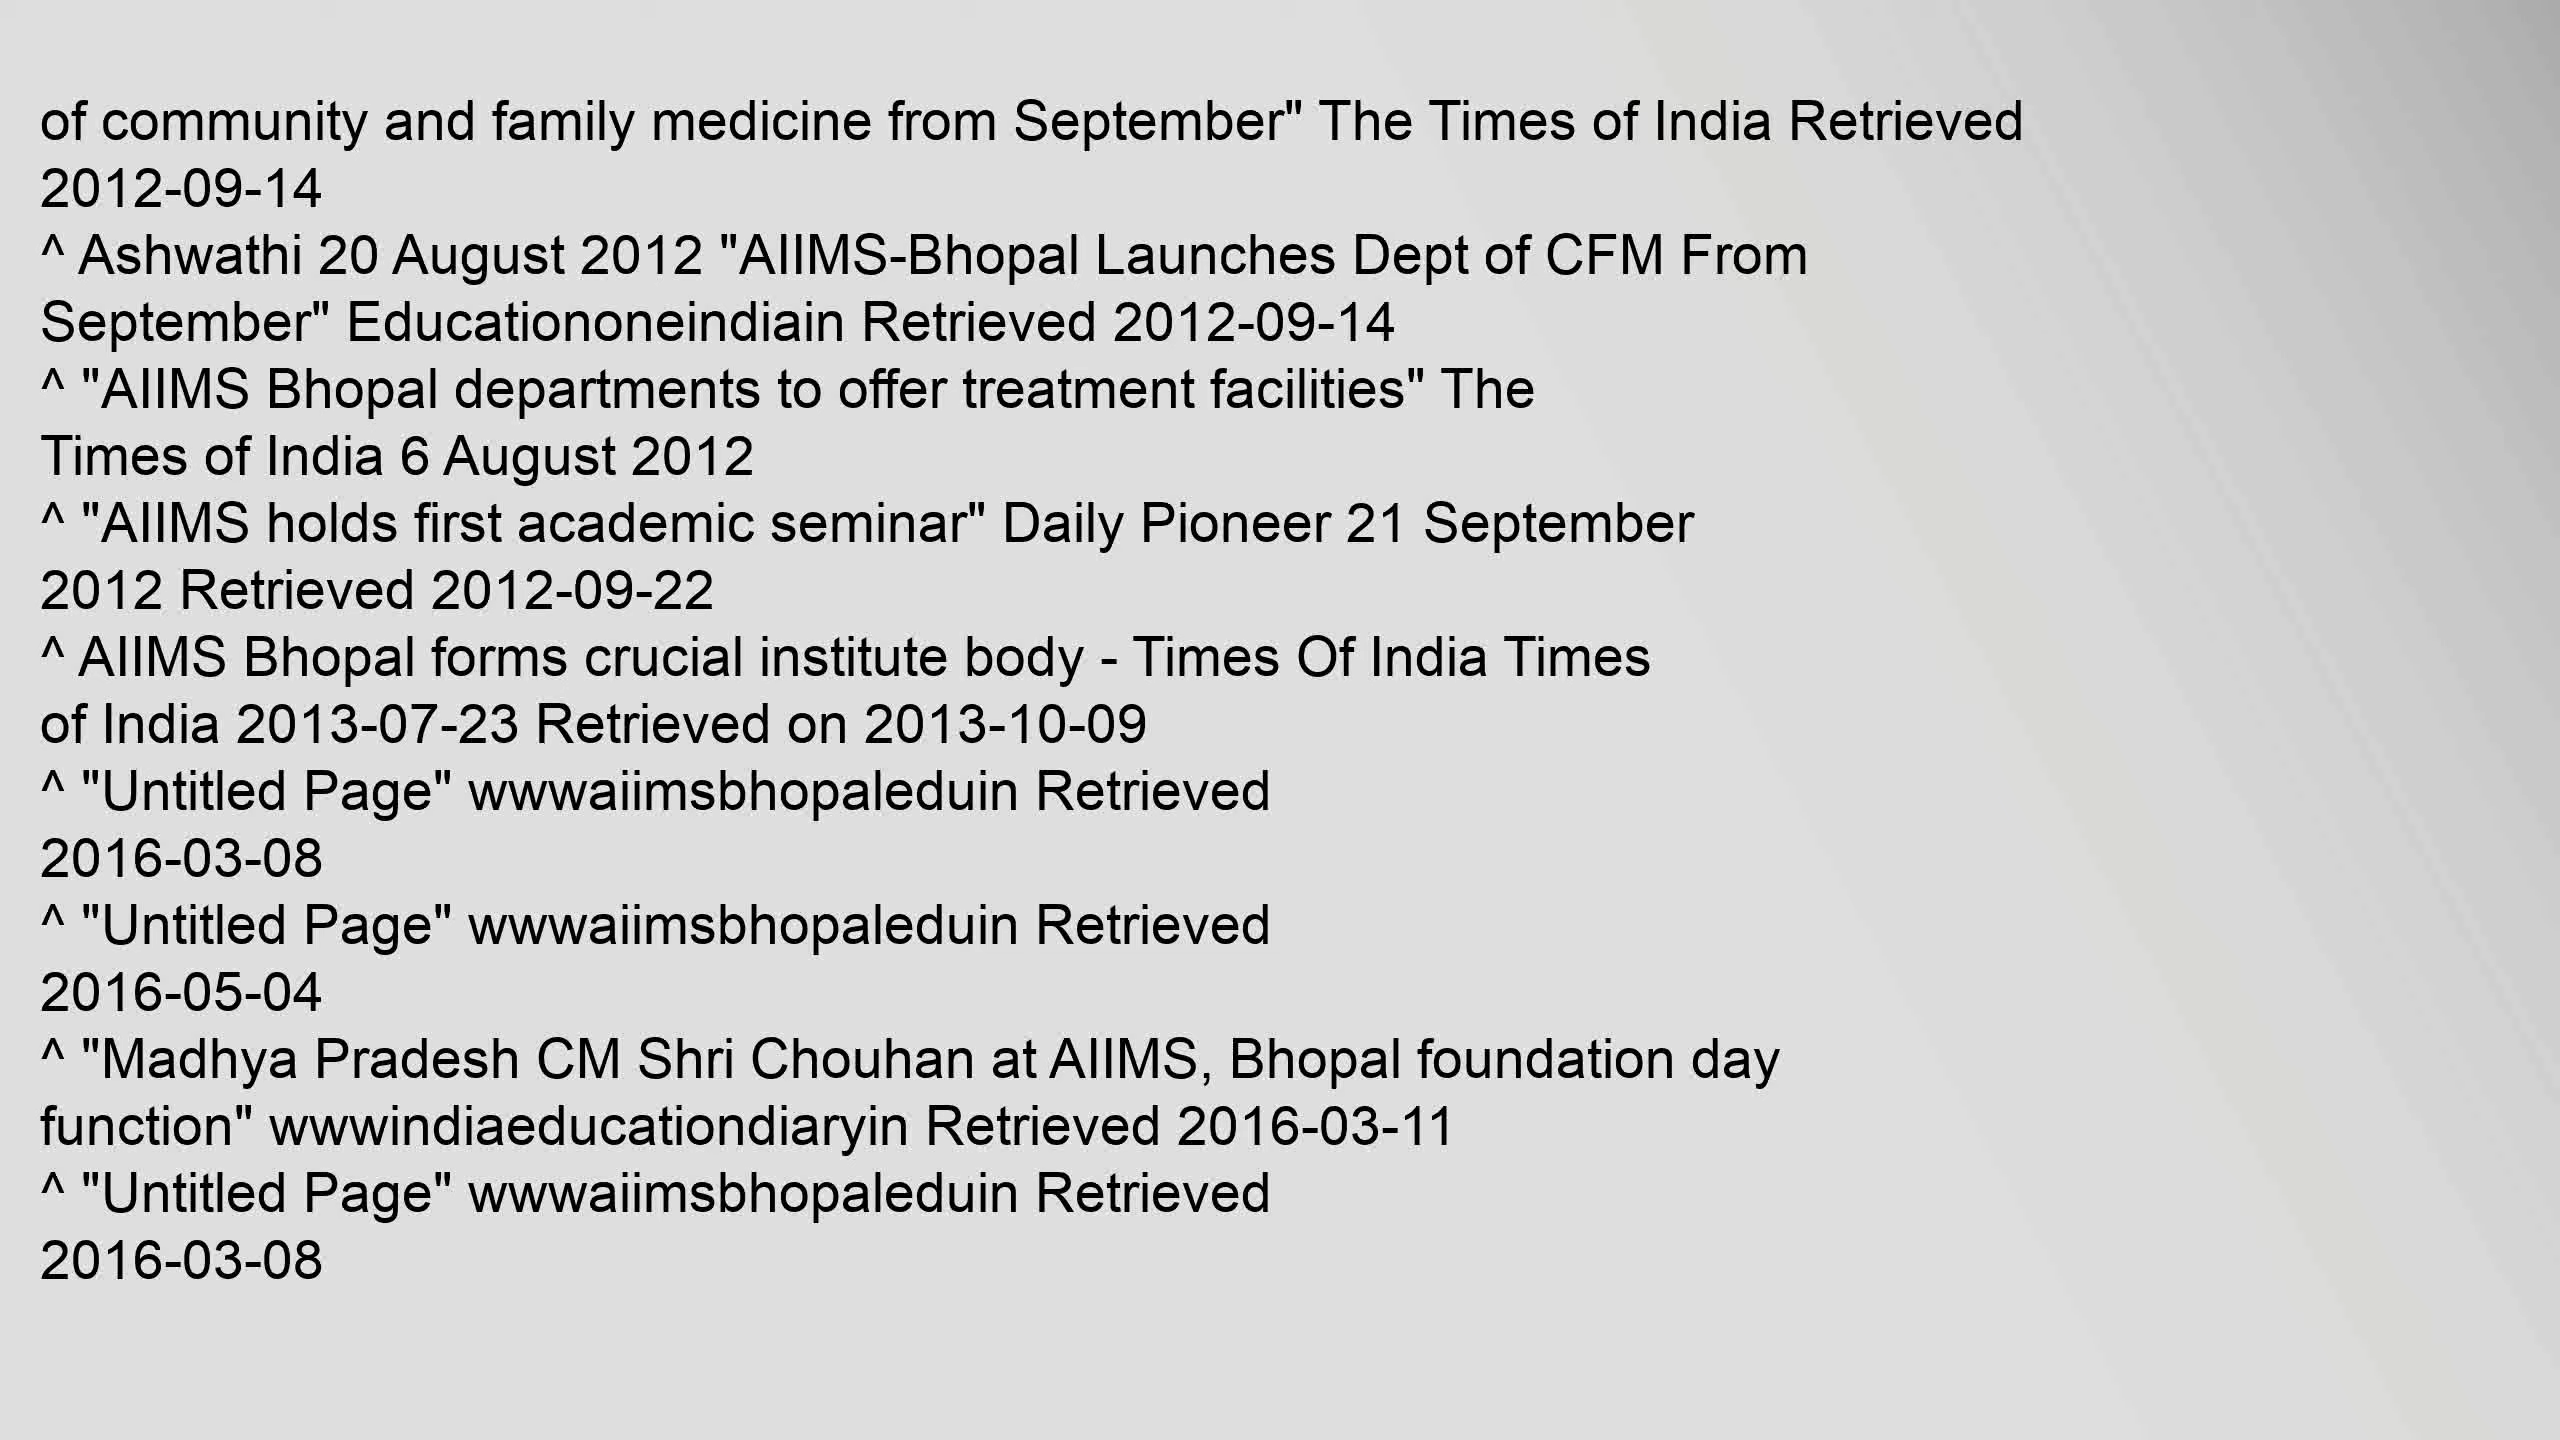 of community and family medicine from September" The Times of India Retrieved
2012-09-14
^ Ashwathi 20 August 2012 "AIIMS-Bhopal Launches Dept of CFM From
September" Educationoneindiain Retrieved 2012-09-14
^ "AIIMS Bhopal departments to offer treatment facilities" The
Times of India 6 August 2012
^ "AIIMS holds first academic seminar" Daily Pioneer 21 September
2012 Retrieved 2012-09-22
^ AIIMS Bhopal forms crucial institute body - Times Of India Times
of India 2013-07-23 Retrieved on 2013-10-09
^ "Untitled Page" wwwaiimsbhopaleduin Retrieved
2016-03-08
^ "Untitled Page" wwwaiimsbhopaleduin Retrieved
2016-05-04
^ "Madhya Pradesh CM Shri Chouhan at AIIMS, Bhopal foundation day
function" wwwindiaeducationdiaryin Retrieved 2016-03-11
^ "Untitled Page" wwwaiimsbhopaleduin Retrieved
2016-03-08